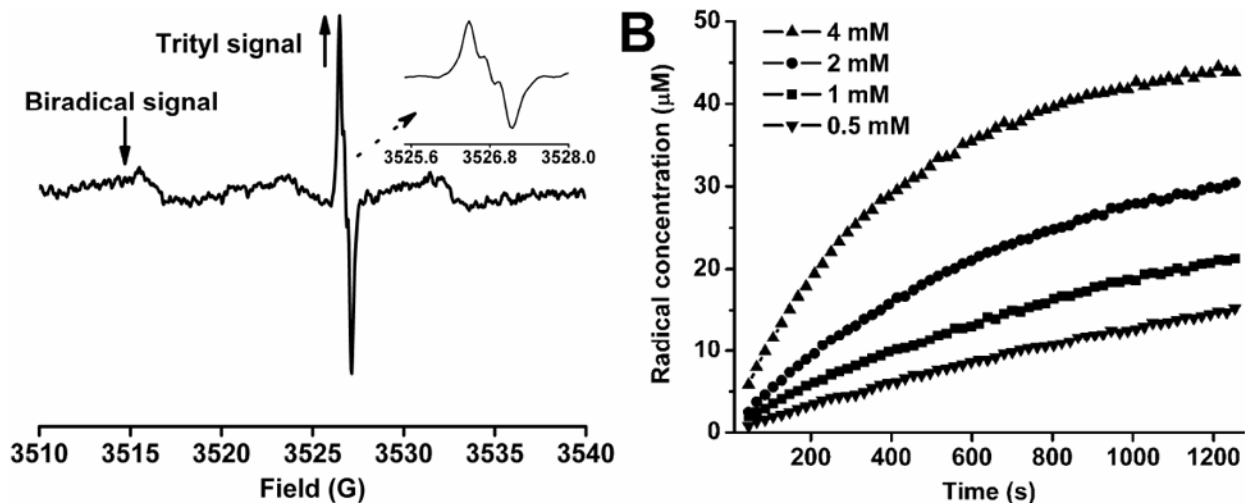 Trityl signal
Biradical signal
3525.6 3526.8 3528.0
3510 3515 3520 3525 3530 3535 3540
Field (G)
B
50
40
30
20
10
0
Radical concentration (μM)
4 mM
2 mM
1 mM
0.5 mM
200 400 600 800 1000 1200
Time (s)